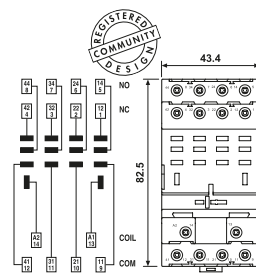 REGISTERED
COMMUNITY
DESIGN
43.4
44 34 24 14
8 7 6 5
NO
42 32 22 12
4 3 2 1
NC
82.5
A2 A1
14 13
COIL
41 31 21 11
12 11 10 9
COM